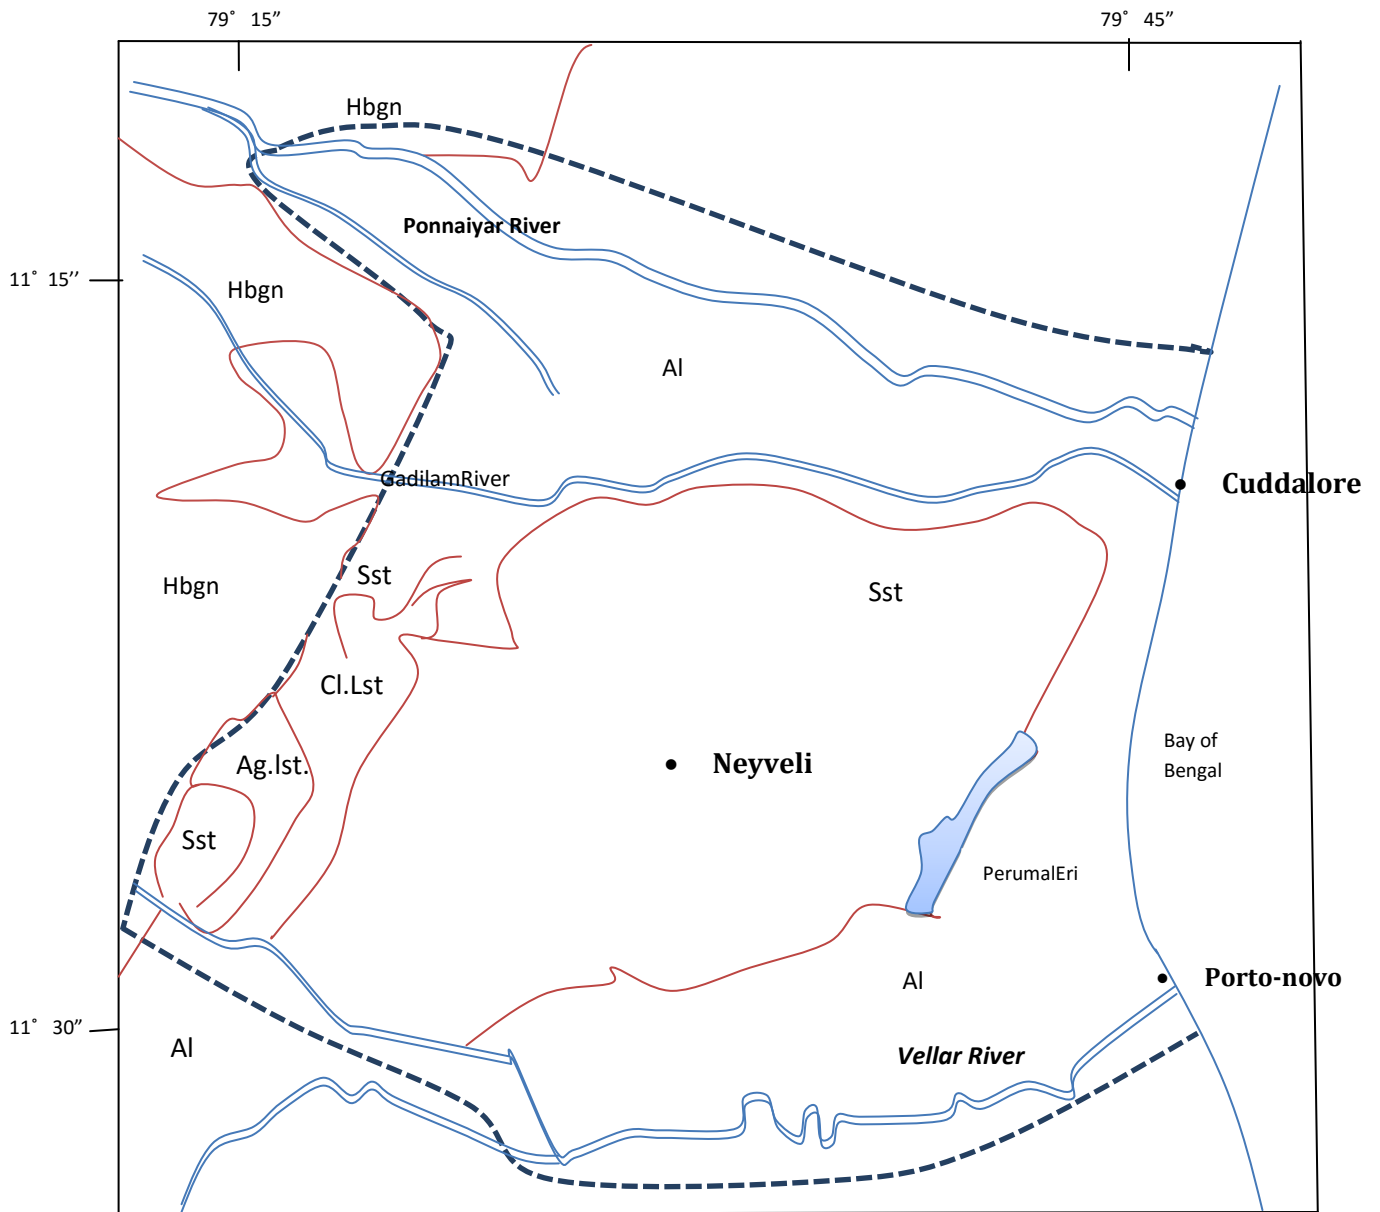 79˚ 15”
79˚ 45”
Hbgn
Ponnaiyar River
11˚ 15’’
Hbgn
Al
GadilamRiver
Cuddalore
Sst
Hbgn
Sst
Cl.Lst
Bay of
Bengal
Ag.lst.
Neyveli
Sst
PerumalEri
Al
Porto-novo
11˚ 30”
Al
Vellar River